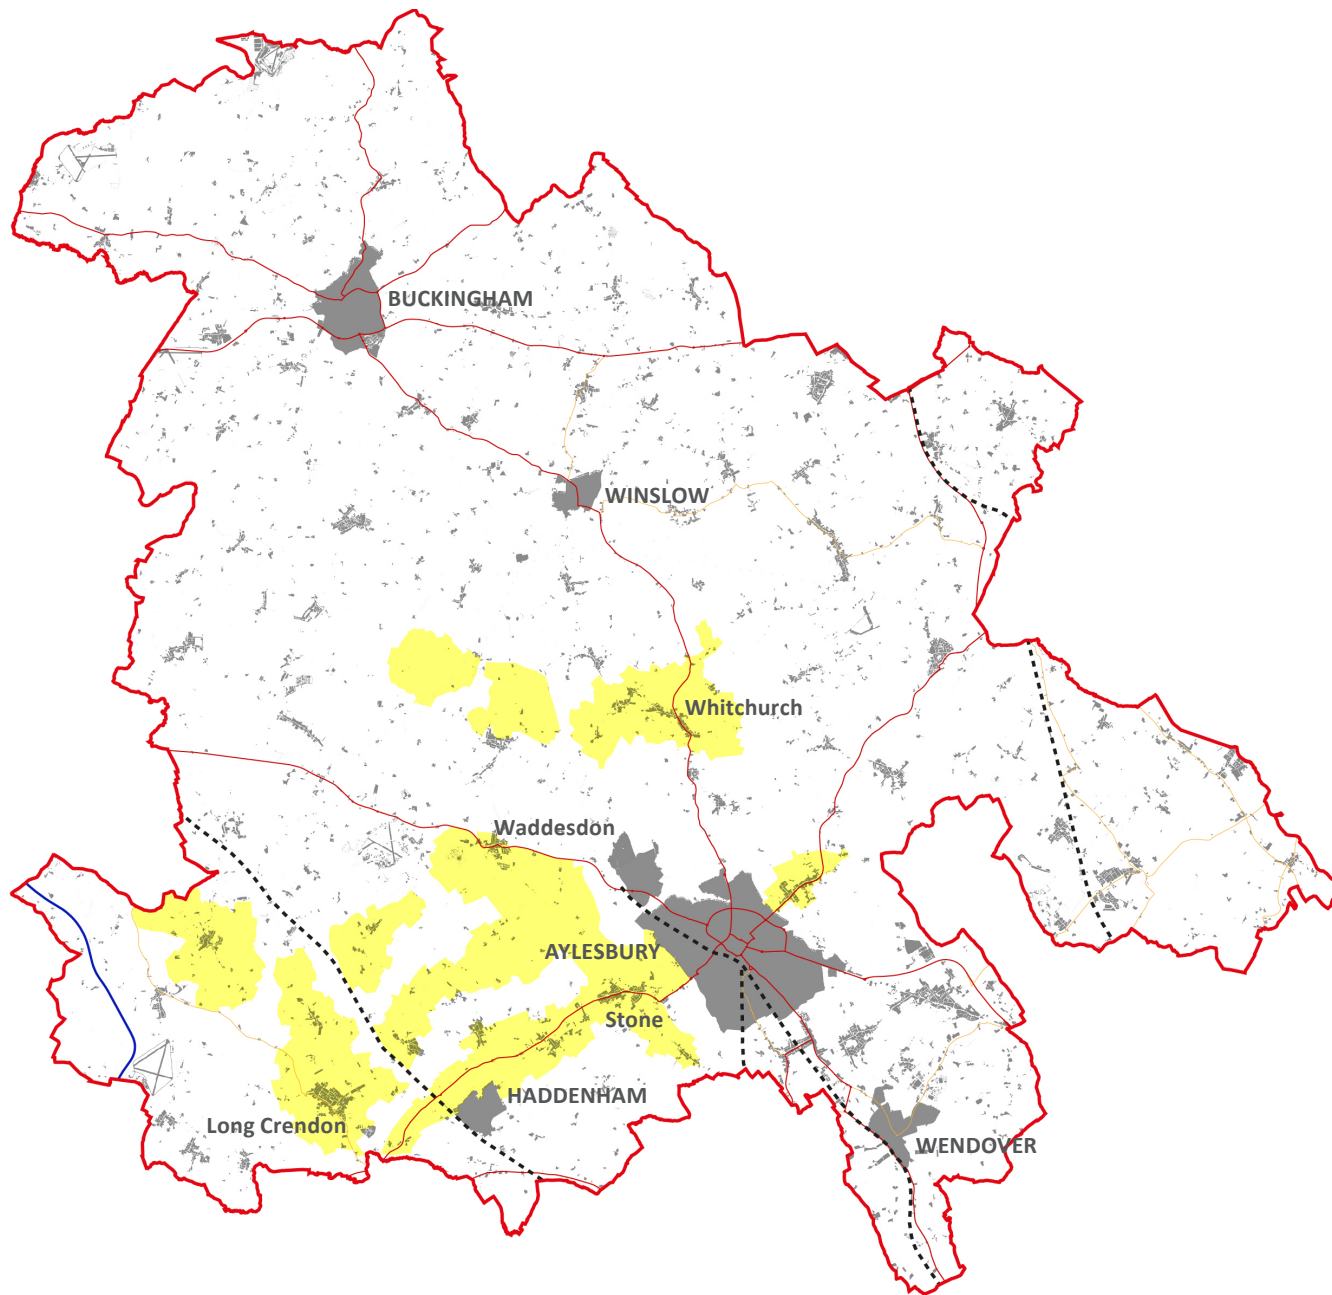 BUCKINGHAM
WINSLOW
Whitchurch
Waddesdon
AYLESBURY
Stone
HADDENHAM
Long Crendon
WENDOVER